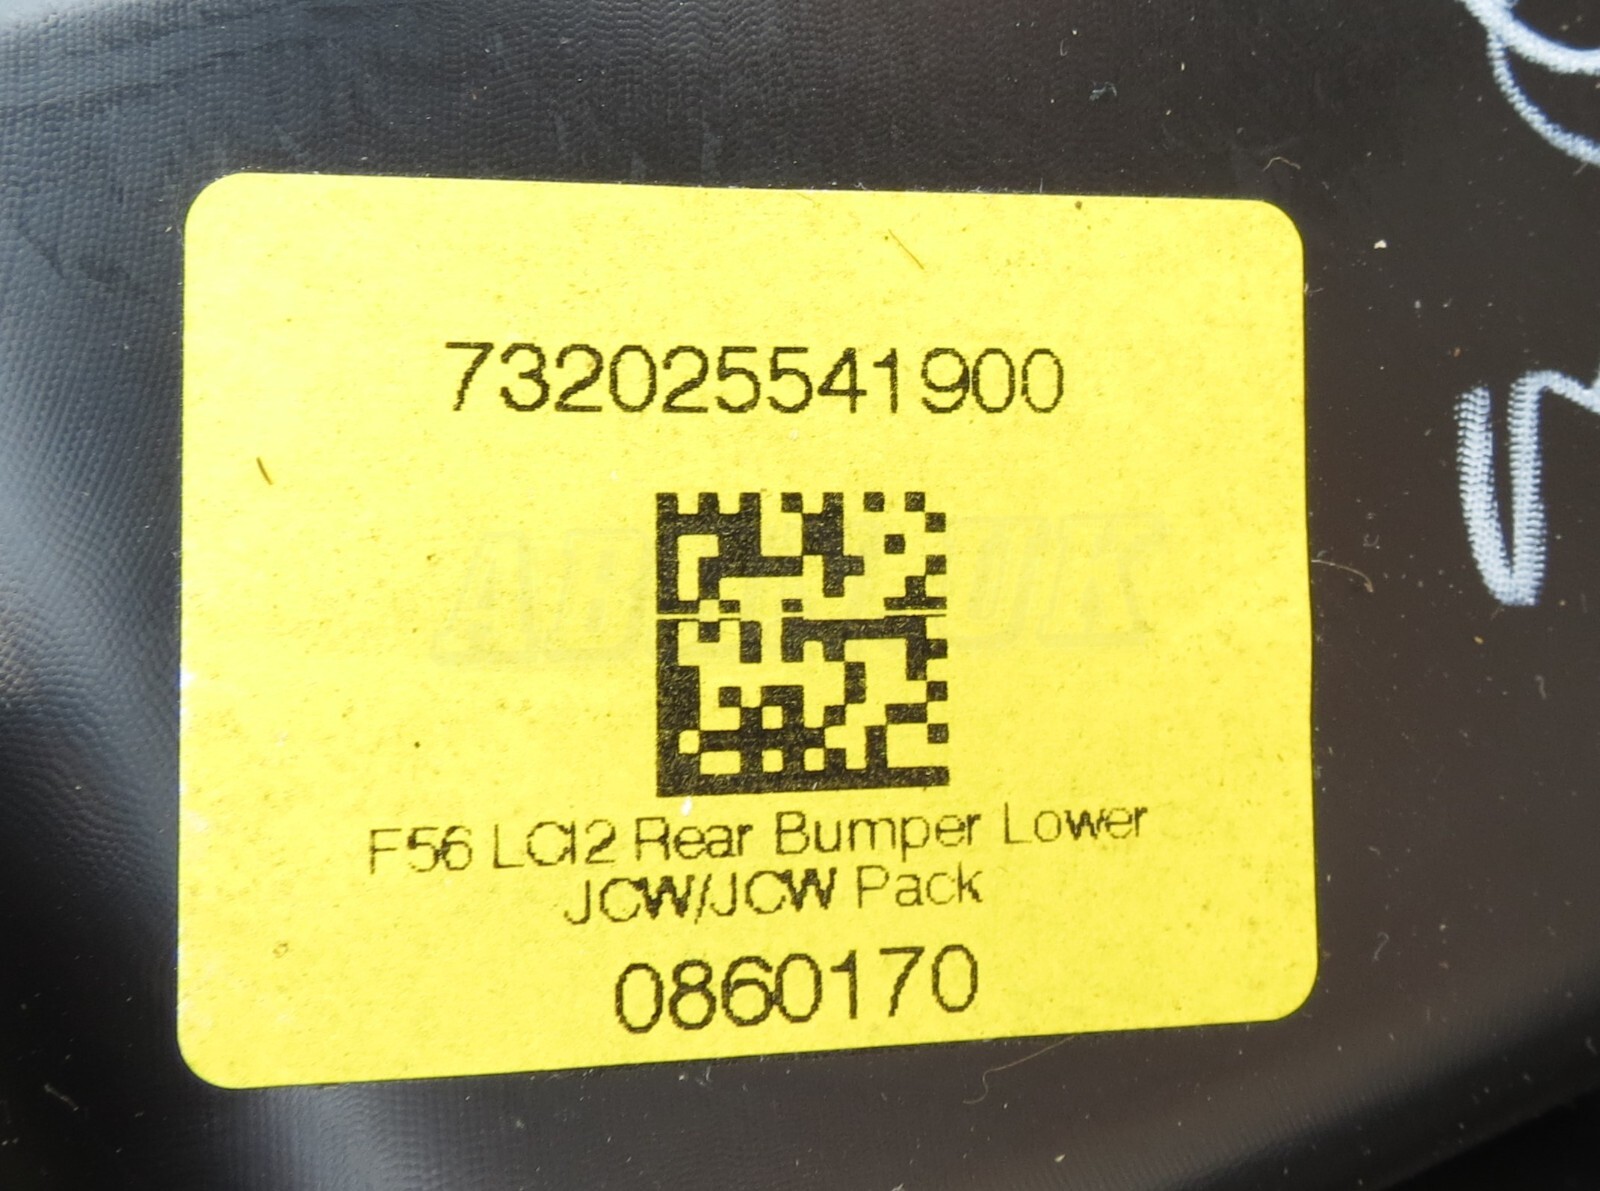 732025541900
F56 LCI2 Rear Bumper Lower
JCW/JCW Pack
0860170